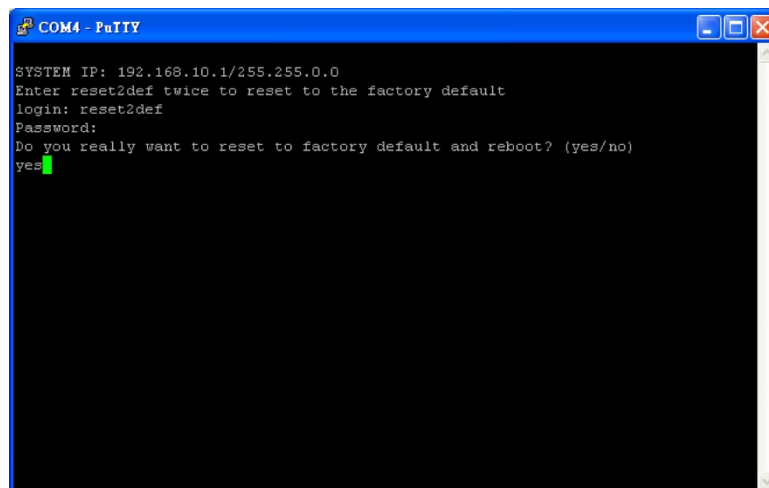 COM4 - PuTTY
SYSTEM IP: 192.168.10.1/255.255.0.0
Enter reset2def twice to reset to the factory default
login: reset2def
Password:
Do you really want to reset to factory default and reboot? (yes/no)
yes